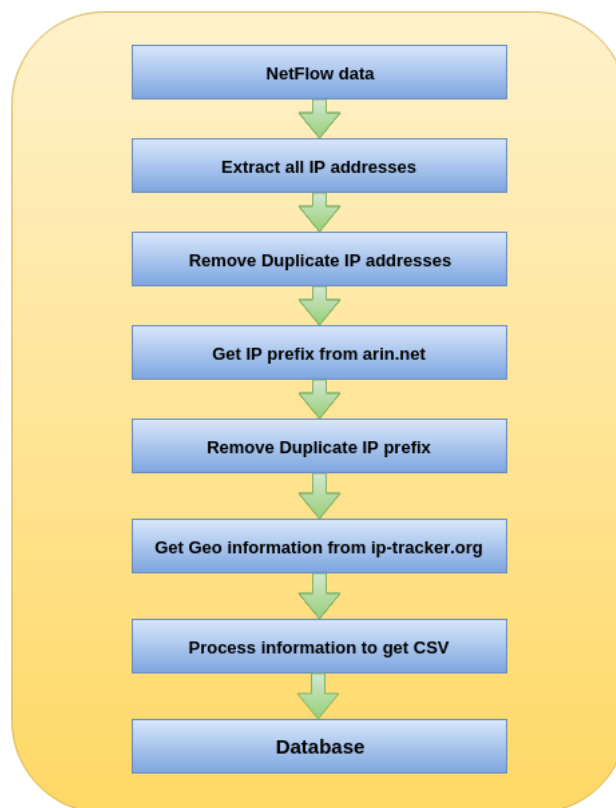 NetFlow data
Extract all IP addresses
Remove Duplicate IP addresses
Get IP prefix from arin.net
Remove Duplicate IP prefix
Get Geo information from ip-tracker.org
Process information to get CSV
Database